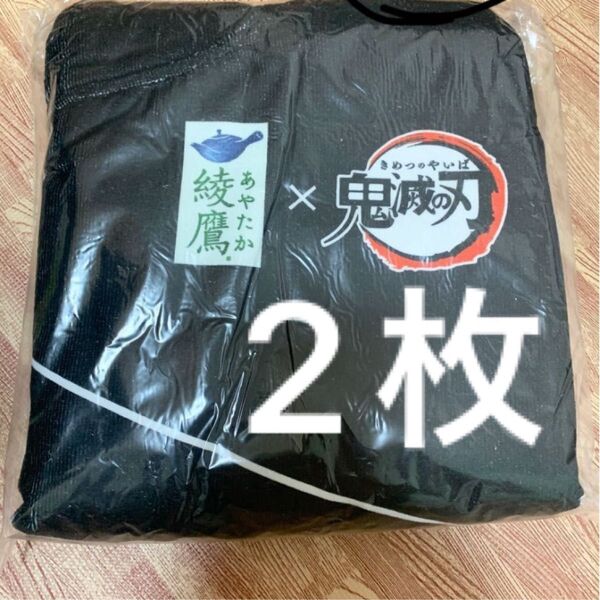 あやたか
綾鷹®
×
きめつのやいば
鬼滅の刃
2枚